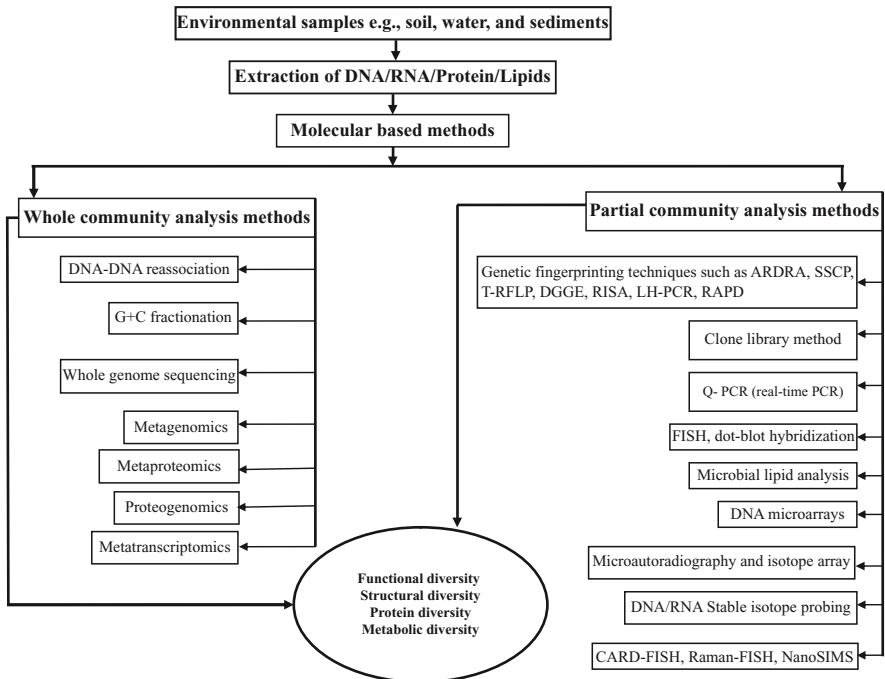 Environmental samples e.g., soil, water, and sediments
Extraction of DNA/RNA/Protein/Lipids
Molecular based methods
Whole community analysis methods
DNA-DNA reassociation
G+C fractionation
Whole genome sequencing
Metagenomics
Metaproteomics
Proteogenomics
Metatranscriptomics
Partial community analysis methods
Genetic fingerprinting techniques such as ARDRA, SSCP,
T-RFLP, DGGE, RISA, LH-PCR, RAPD
Clone library method
Q- PCR (real-time PCR)
FISH, dot-blot hybridization
Microbial lipid analysis
DNA microarrays
Microautoradiography and isotope array
DNA/RNA Stable isotope probing
CARD-FISH, Raman-FISH, NanoSIMS
Functional diversity
Structural diversity
Protein diversity
Metabolic diversity